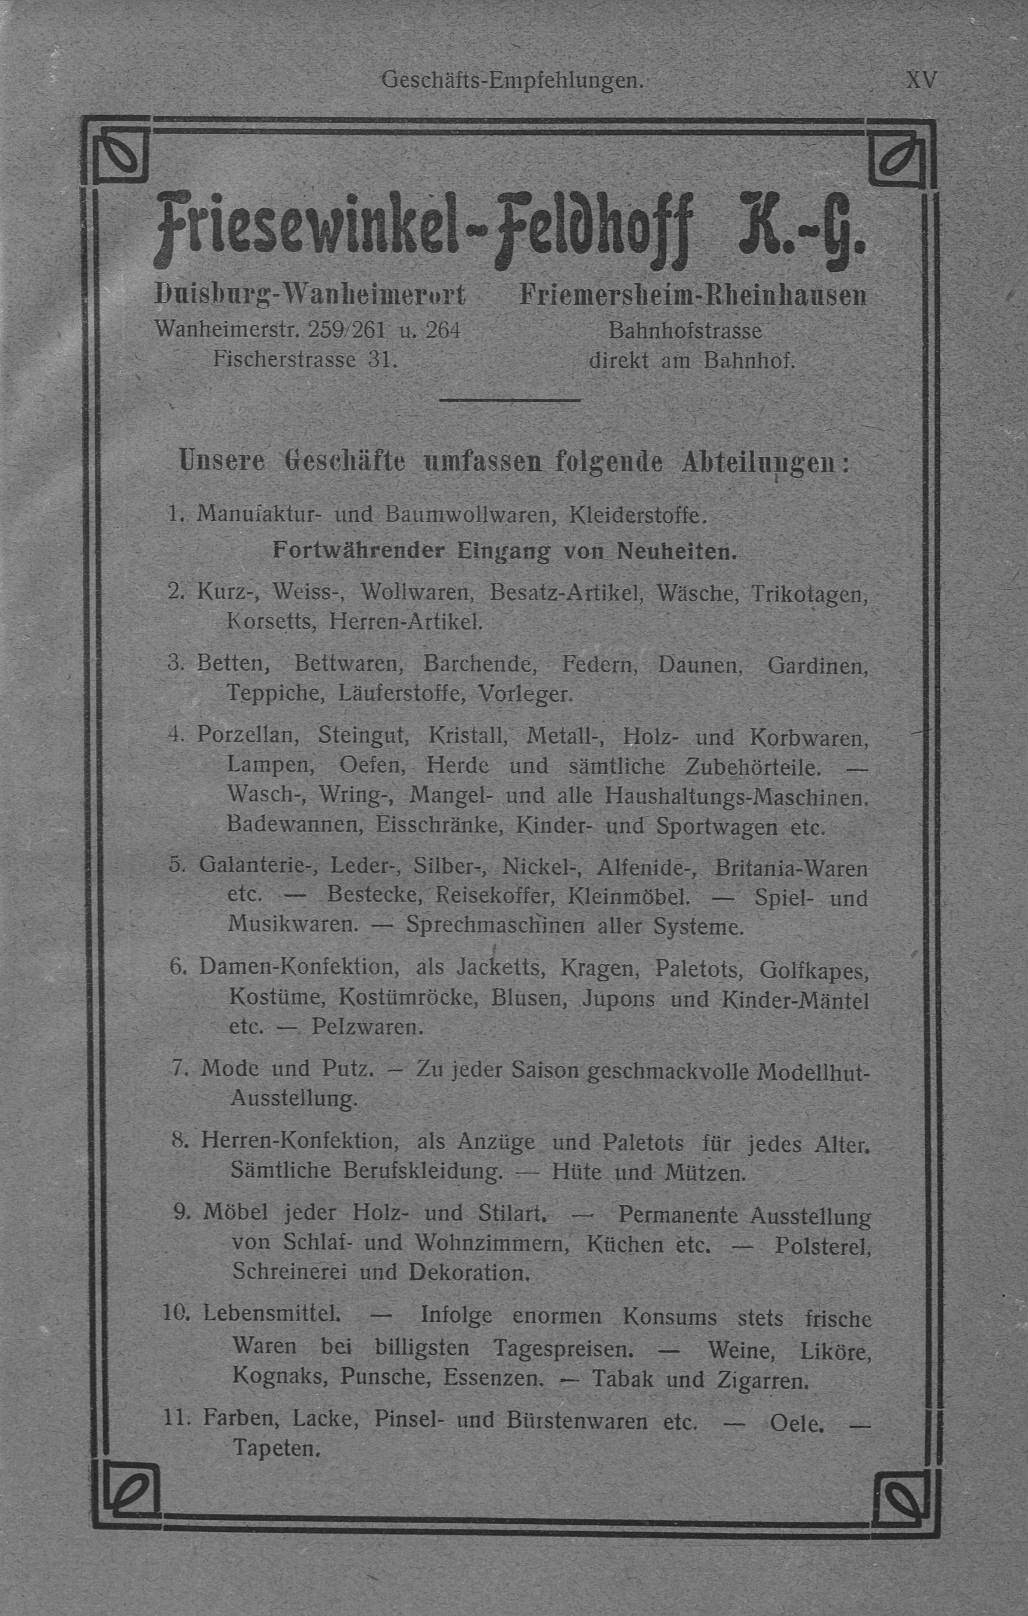 Geschäfts-Empfehlungen. XV
Friesewinkel-Feldhoff K.-G.
Duisburg-Wanheimerort Friemersheim-Rheinhausen
Wanheimerstr. 259/261 u. 264 Bahnhofstrasse
Fischerstrasse 31. direkt am Bahnhof.
Unsere Geschäfte umfassen folgende Abteilungen:
1. Manufaktur- und Baumwollwaren, Kleiderstoffe.
Fortwährender Eingang von Neuheiten.
2. Kurz-, Weiss-, Wollwaren, Besatz-Artikel, Wäsche, Trikotagen,
Korsetts, Herren-Artikel.
3. Betten, Bettwaren, Barchende, Federn, Daunen, Gardinen,
Teppiche, Läuferstoffe, Vorleger.
4. Porzellan, Steingut, Kristall, Metall-, Holz- und Korbwaren,
Lampen, Oefen, Herde und sämtliche Zubehörteile. —
Wasch-, Wring-, Mangel- und alle Haushaltungs-Maschinen.
Badewannen, Eisschränke, Kinder- und Sportwagen etc.
5. Galanterie-, Leder-, Silber-, Nickel-, Alfenide-, Britania-Waren
etc. — Bestecke, Reisekoffer, Kleinmöbel. — Spiel- und
Musikwaren. — Sprechmaschinen aller Systeme.
6. Damen-Konfektion, als Jacketts, Kragen, Paletots, Golfkapes,
Kostüme, Kostümröcke, Blusen, Jupons und Kinder-Mäntel
etc. — Pelzwaren.
7. Mode und Putz. — Zu jeder Saison geschmackvolle Modellhut-
Ausstellung.
8. Herren-Konfektion, als Anzüge und Paletots für jedes Alter.
Sämtliche Berufskleidung. — Hüte und Mützen.
9. Möbel jeder Holz- und Stilart. — Permanente Ausstellung
von Schlaf- und Wohnzimmern, Küchen etc. — Polsterei,
Schreinerei und Dekoration.
10. Lebensmittel. — Infolge enormen Konsums stets frische
Waren bei billigsten Tagespreisen. — Weine, Liköre,
Kognaks, Punsche, Essenzen. — Tabak und Zigarren.
11. Farben, Lacke, Pinsel- und Bürstenwaren etc. — Oele. —
Tapeten.